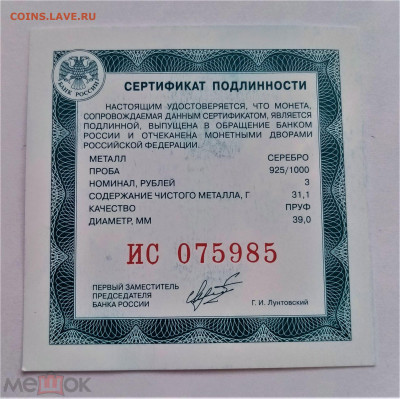 COINS.LAVE.RU
БАНК РОССИИ
СЕРТИФИКАТ ПОДЛИННОСТИ
НАСТОЯЩИМ УДОСТОВЕРЯЕТСЯ, ЧТО МОНЕТА,
СОПРОВОЖДАЕМАЯ ДАННЫМ СЕРТИФИКАТОМ, ЯВЛЯЕТСЯ
ПОДЛИННОЙ, ВЫПУЩЕНА В ОБРАЩЕНИЕ БАНКОМ
РОССИИ И ОТЧЕКАНЕНА МОНЕТНЫМИ ДВОРАМИ
РОССИЙСКОЙ ФЕДЕРАЦИИ.
МЕТАЛЛ СЕРЕБРО
ПРОБА 925/1000
НОМИНАЛ, РУБЛЕЙ 3
СОДЕРЖАНИЕ ЧИСТОГО МЕТАЛЛА, Г 31,1
КАЧЕСТВО ПРУФ
ДИАМЕТР, ММ 39,0
ИС 075985
ПЕРВЫЙ ЗАМЕСТИТЕЛЬ
ПРЕДСЕДАТЕЛЯ
БАНКА РОССИИ Г. И. Лунтовский
МЕШОК